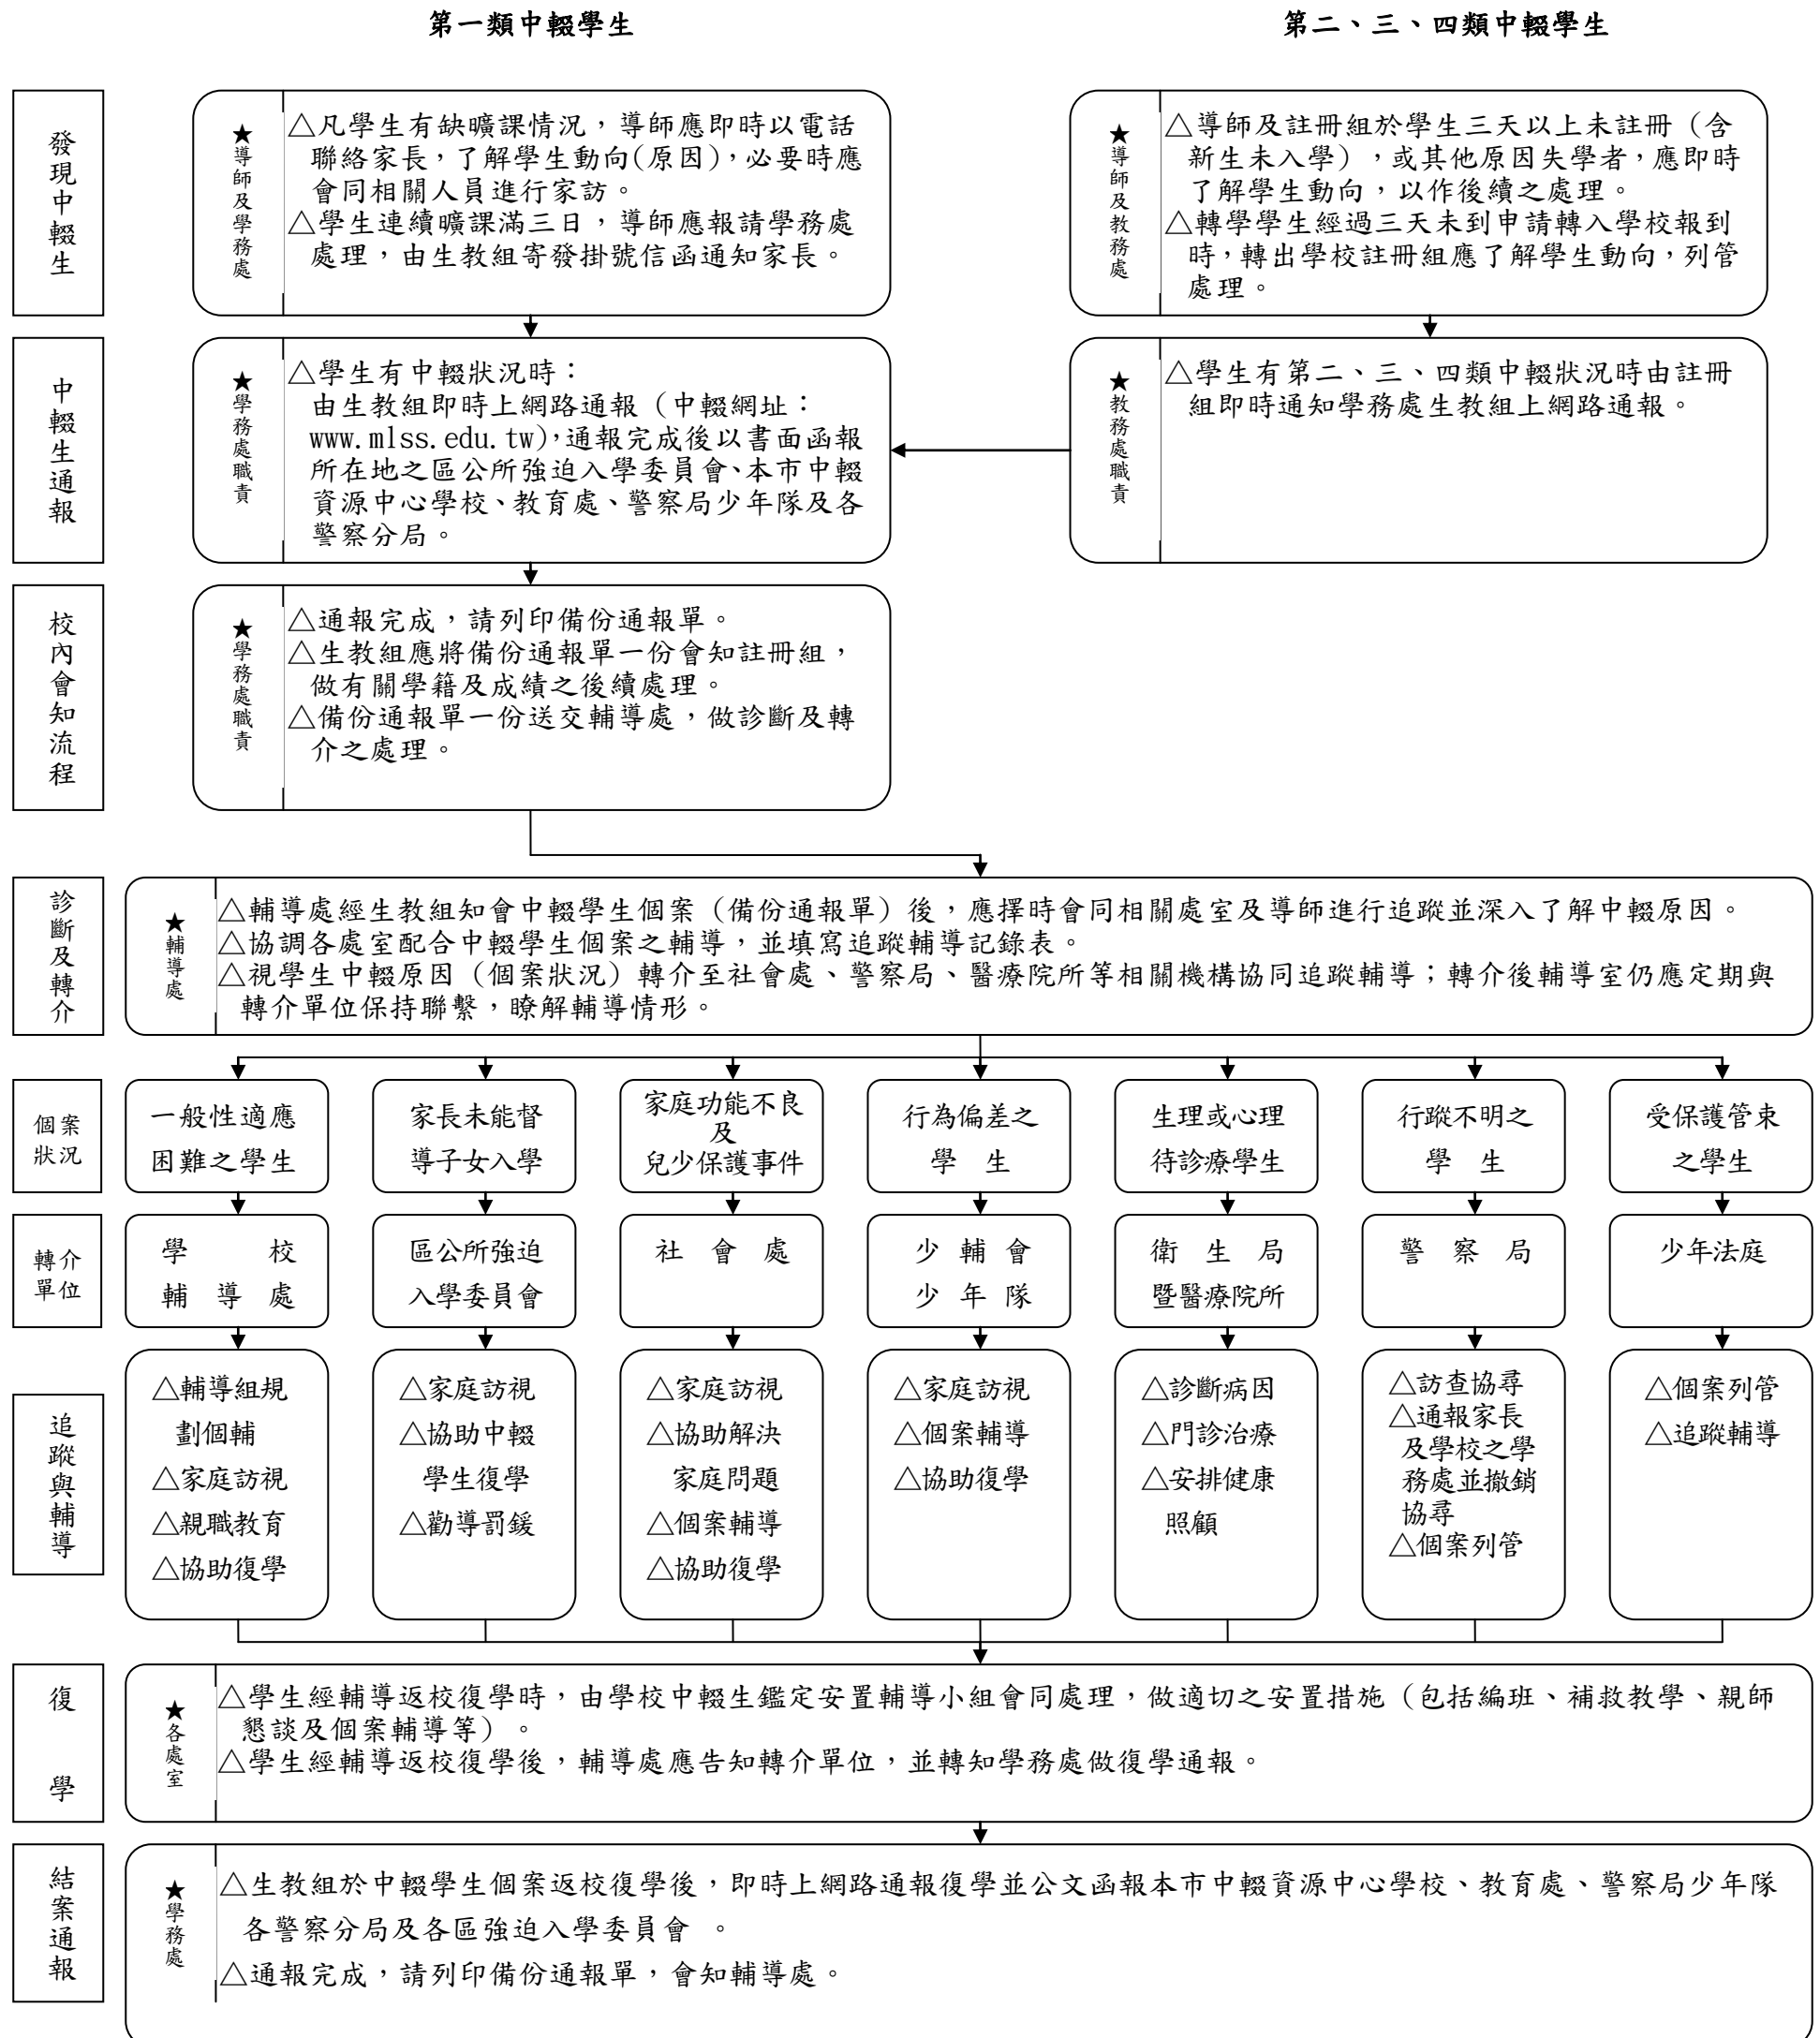 第一類中輟學生
第二、三、四類中輟學生
發現中輟生
★導師及學務處
△凡學生有缺曠課情況，導師應即時以電話
聯絡家長，了解學生動向(原因)，必要時應
會同相關人員進行家訪。
△學生連續曠課滿三日，導師應報請學務處
處理，由生教組寄發掛號信函通知家長。
★導師及教務處
△導師及註冊組於學生三天以上未註冊（含
新生未入學），或其他原因失學者，應即時
了解學生動向，以作後續之處理。
△轉學學生經過三天未到申請轉入學校報到
時，轉出學校註冊組應了解學生動向，列管
處理。
中輟生通報
★學務處職責
△學生有中輟狀況時：
由生教組即時上網路通報（中輟網址：
www.mlss.edu.tw)，通報完成後以書面函報
所在地之區公所強迫入學委員會、本市中輟
資源中心學校、教育處、警察局少年隊及各
警察分局。
★教務處職責
△學生有第二、三、四類中輟狀況時由註冊
組即時通知學務處生教組上網路通報。
校內會知流程
★學務處職責
△通報完成，請列印備份通報單。
△生教組應將備份通報單一份會知註冊組，
做有關學籍及成績之後續處理。
△備份通報單一份送交輔導處，做診斷及轉
介之處理。
診斷及轉介
★輔導處
△輔導處經生教組知會中輟學生個案（備份通報單）後，應擇時會同相關處室及導師進行追蹤並深入了解中輟原因。
△協調各處室配合中輟學生個案之輔導，並填寫追蹤輔導記錄表。
△視學生中輟原因（個案狀況）轉介至社會處、警察局、醫療院所等相關機構協同追蹤輔導；轉介後輔導室仍應定期與
轉介單位保持聯繫，瞭解輔導情形。
個案
狀況
一般性適應
困難之學生
家長未能督
導子女入學
家庭功能不良
及
兒少保護事件
行為偏差之
學 生
生理或心理
待診療學生
行蹤不明之
學 生
受保護管束
之學生
轉介
單位
學 校
輔 導 處
區公所強迫
入學委員會
社 會 處
少 輔 會
少 年 隊
衛 生 局
暨醫療院所
警 察 局
少年法庭
追蹤與輔導
△輔導組規
劃個輔
△家庭訪視
△親職教育
△協助復學
△家庭訪視
△協助中輟
學生復學
△勸導罰鍰
△家庭訪視
△協助解決
家庭問題
△個案輔導
△協助復學
△家庭訪視
△個案輔導
△協助復學
△診斷病因
△門診治療
△安排健康
照顧
△訪查協尋
△通報家長
及學校之學
務處並撤銷
協尋
△個案列管
△個案列管
△追蹤輔導
復學
★各處室
△學生經輔導返校復學時，由學校中輟生鑑定安置輔導小組會同處理，做適切之安置措施（包括編班、補救教學、親師
懇談及個案輔導等）。
△學生經輔導返校復學後，輔導處應告知轉介單位，並轉知學務處做復學通報。
結案通報
★學務處
△生教組於中輟學生個案返校復學後，即時上網路通報復學並公文函報本市中輟資源中心學校、教育處、警察局少年隊
各警察分局及各區強迫入學委員會 。
△通報完成，請列印備份通報單，會知輔導處。